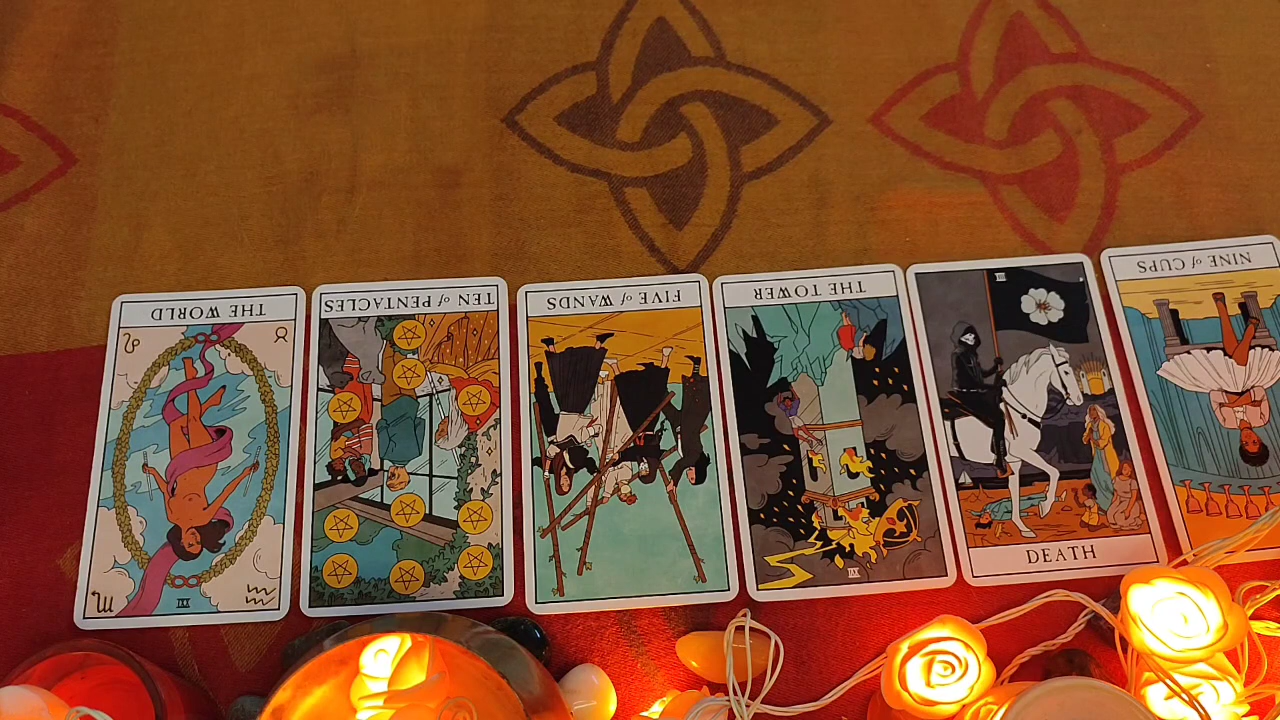 THE WORLD
TEN of PENTACLES
FIVE of WANDS
THE TOWER
DEATH
NINE of CUPS